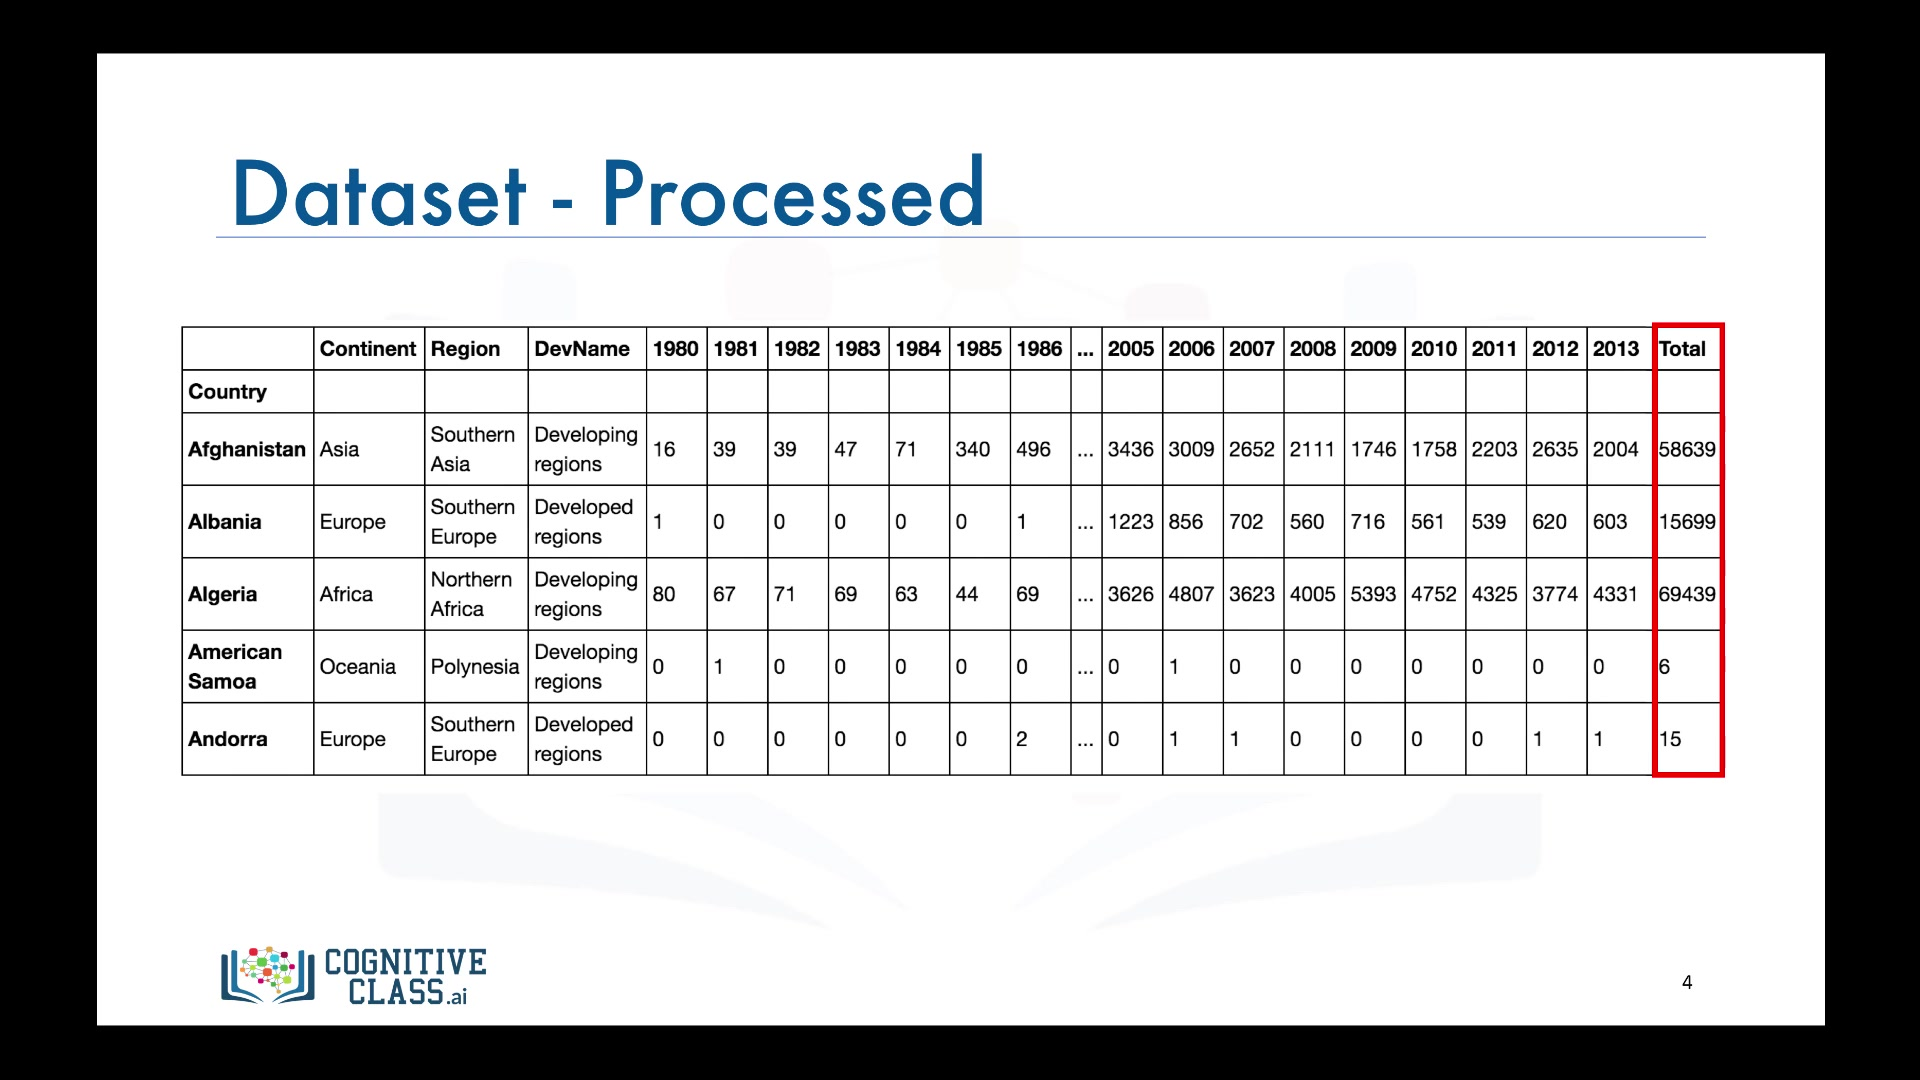 Dataset - Processed
Continent Region DevName 1980 1981 1982 1983 1984 1985 1986 ... 2005 2006 2007 2008 2009 2010 2011 2012 2013 Total
Country
Afghanistan Asia Southern Asia Developing regions 16 39 39 47 71 340 496 ... 3436 3009 2652 2111 1746 1758 2203 2635 2004 58639
Albania Europe Southern Europe Developed regions 1 0 0 0 0 0 1 ... 1223 856 702 560 716 561 539 620 603 15699
Algeria Africa Northern Africa Developing regions 80 67 71 69 63 44 69 ... 3626 4807 3623 4005 5393 4752 4325 3774 4331 69439
American Samoa Oceania Polynesia Developing regions 0 1 0 0 0 0 0 ... 0 1 0 0 0 0 0 0 0 6
Andorra Europe Southern Europe Developed regions 0 0 0 0 0 0 2 ... 0 1 1 0 0 0 0 1 1 15
COGNITIVE
CLASS.ai
4